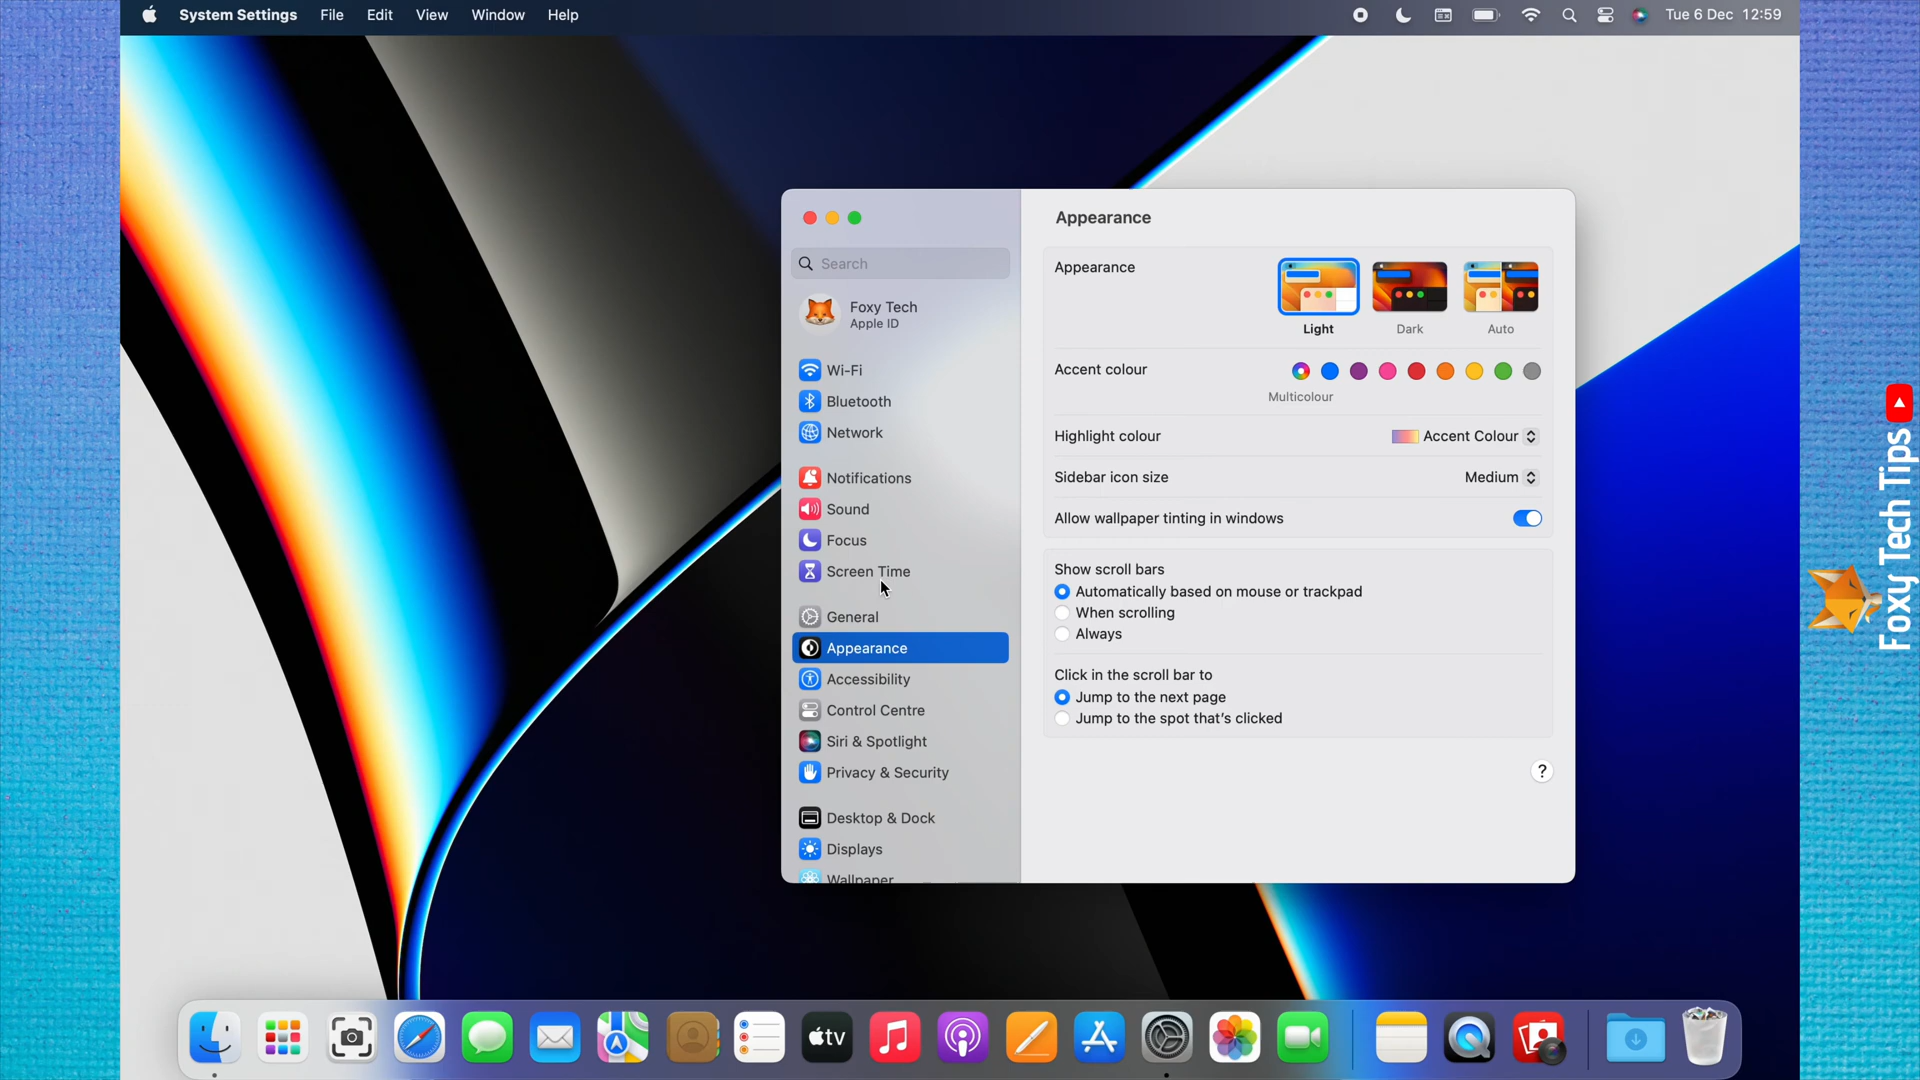 System Settings File Edit View Window Help
Tue 6 Dec 12:59
Search
Foxy Tech
Apple ID
Wi-Fi
Bluetooth
Network
Notifications
Sound
Focus
Screen Time
General
Appearance
Accessibility
Control Centre
Siri & Spotlight
Privacy & Security
Desktop & Dock
Displays
Wallpaper
Appearance
Appearance
Light Dark Auto
Accent colour
Multicolour
Highlight colour Accent Colour
Sidebar icon size Medium
Allow wallpaper tinting in windows
Show scroll bars
Automatically based on mouse or trackpad
When scrolling
Always
Click in the scroll bar to
Jump to the next page
Jump to the spot that's clicked
?
tv
Foxy Tech Tips